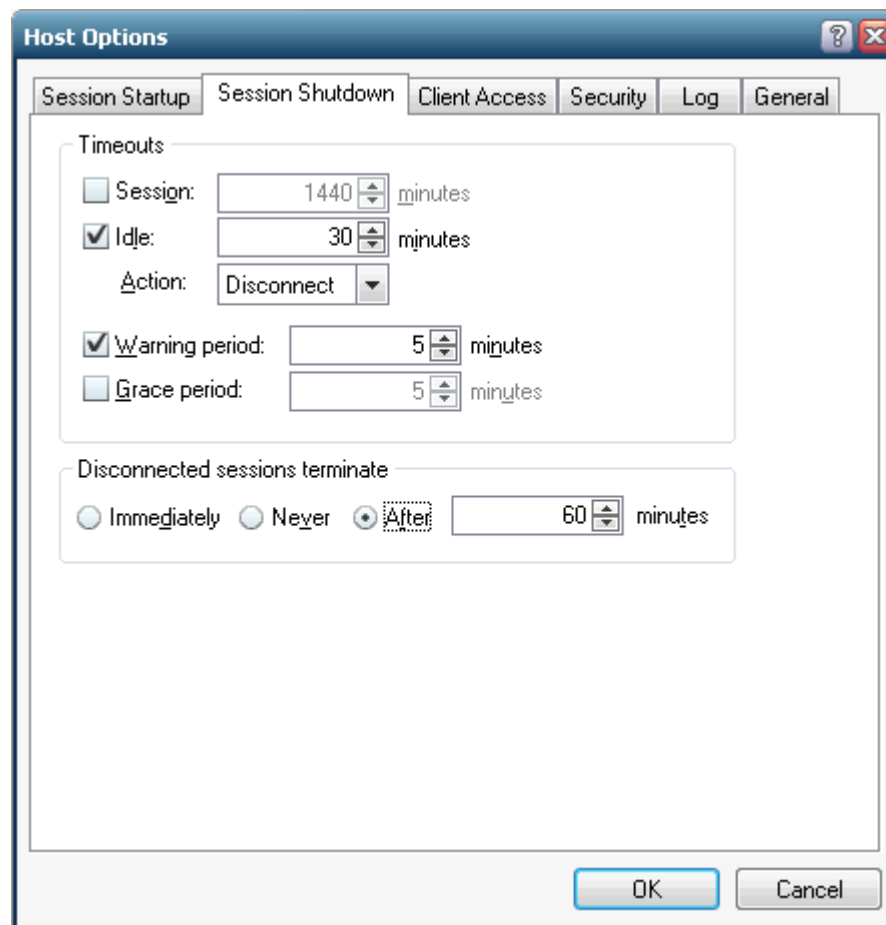 Host Options
Session Startup Session Shutdown Client Access Security Log General
Timeouts
Session: 1440 minutes
Idle: 30 minutes
Action: Disconnect
Warning period: 5 minutes
Grace period: 5 minutes
Disconnected sessions terminate
Immediately Never After 60 minutes
OK Cancel